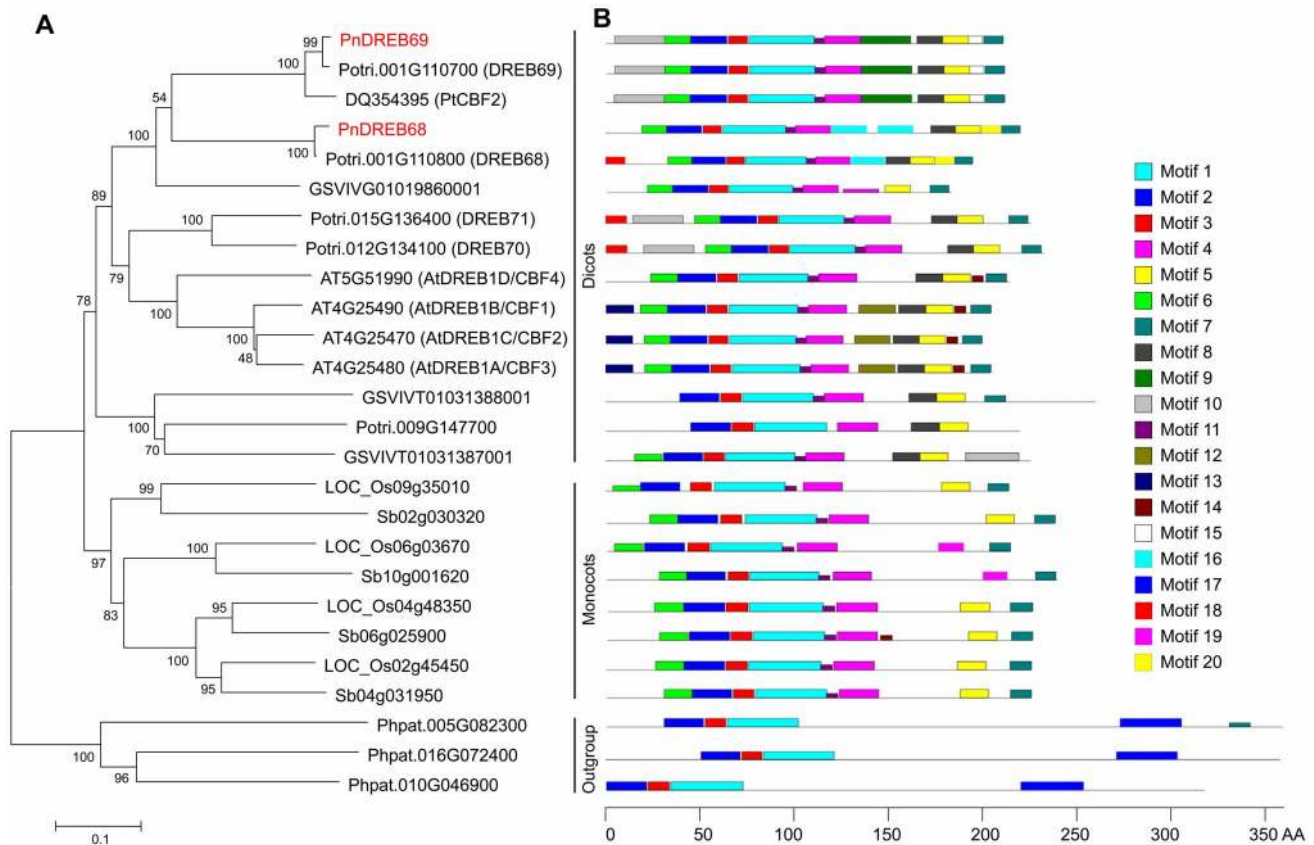 A
B
PnDREB69
Potri.001G110700 (DREB69)
DQ354395 (PtCBF2)
PnDREB68
Potri.001G110800 (DREB68)
GSVIVG01019860001
Potri.015G136400 (DREB71)
Potri.012G134100 (DREB70)
AT5G51990 (AtDREB1D/CBF4)
AT4G25490 (AtDREB1B/CBF1)
AT4G25470 (AtDREB1C/CBF2)
AT4G25480 (AtDREB1A/CBF3)
GSVIVT01031388001
Potri.009G147700
GSVIVT01031387001
LOC_Os09g35010
Sb02g030320
LOC_Os06g03670
Sb10g001620
LOC_Os04g48350
Sb06g025900
LOC_Os02g45450
Sb04g031950
Phpat.005G082300
Phpat.016G072400
Phpat.010G046900
99
100
54
100
100
89
100
79
100
100
48
78
100
70
99
97
100
83
95
100
95
100
96
0.1
Dicots
Monocots
Outgroup
Motif 1
Motif 2
Motif 3
Motif 4
Motif 5
Motif 6
Motif 7
Motif 8
Motif 9
Motif 10
Motif 11
Motif 12
Motif 13
Motif 14
Motif 15
Motif 16
Motif 17
Motif 18
Motif 19
Motif 20
0 50 100 150 200 250 300 350 AA